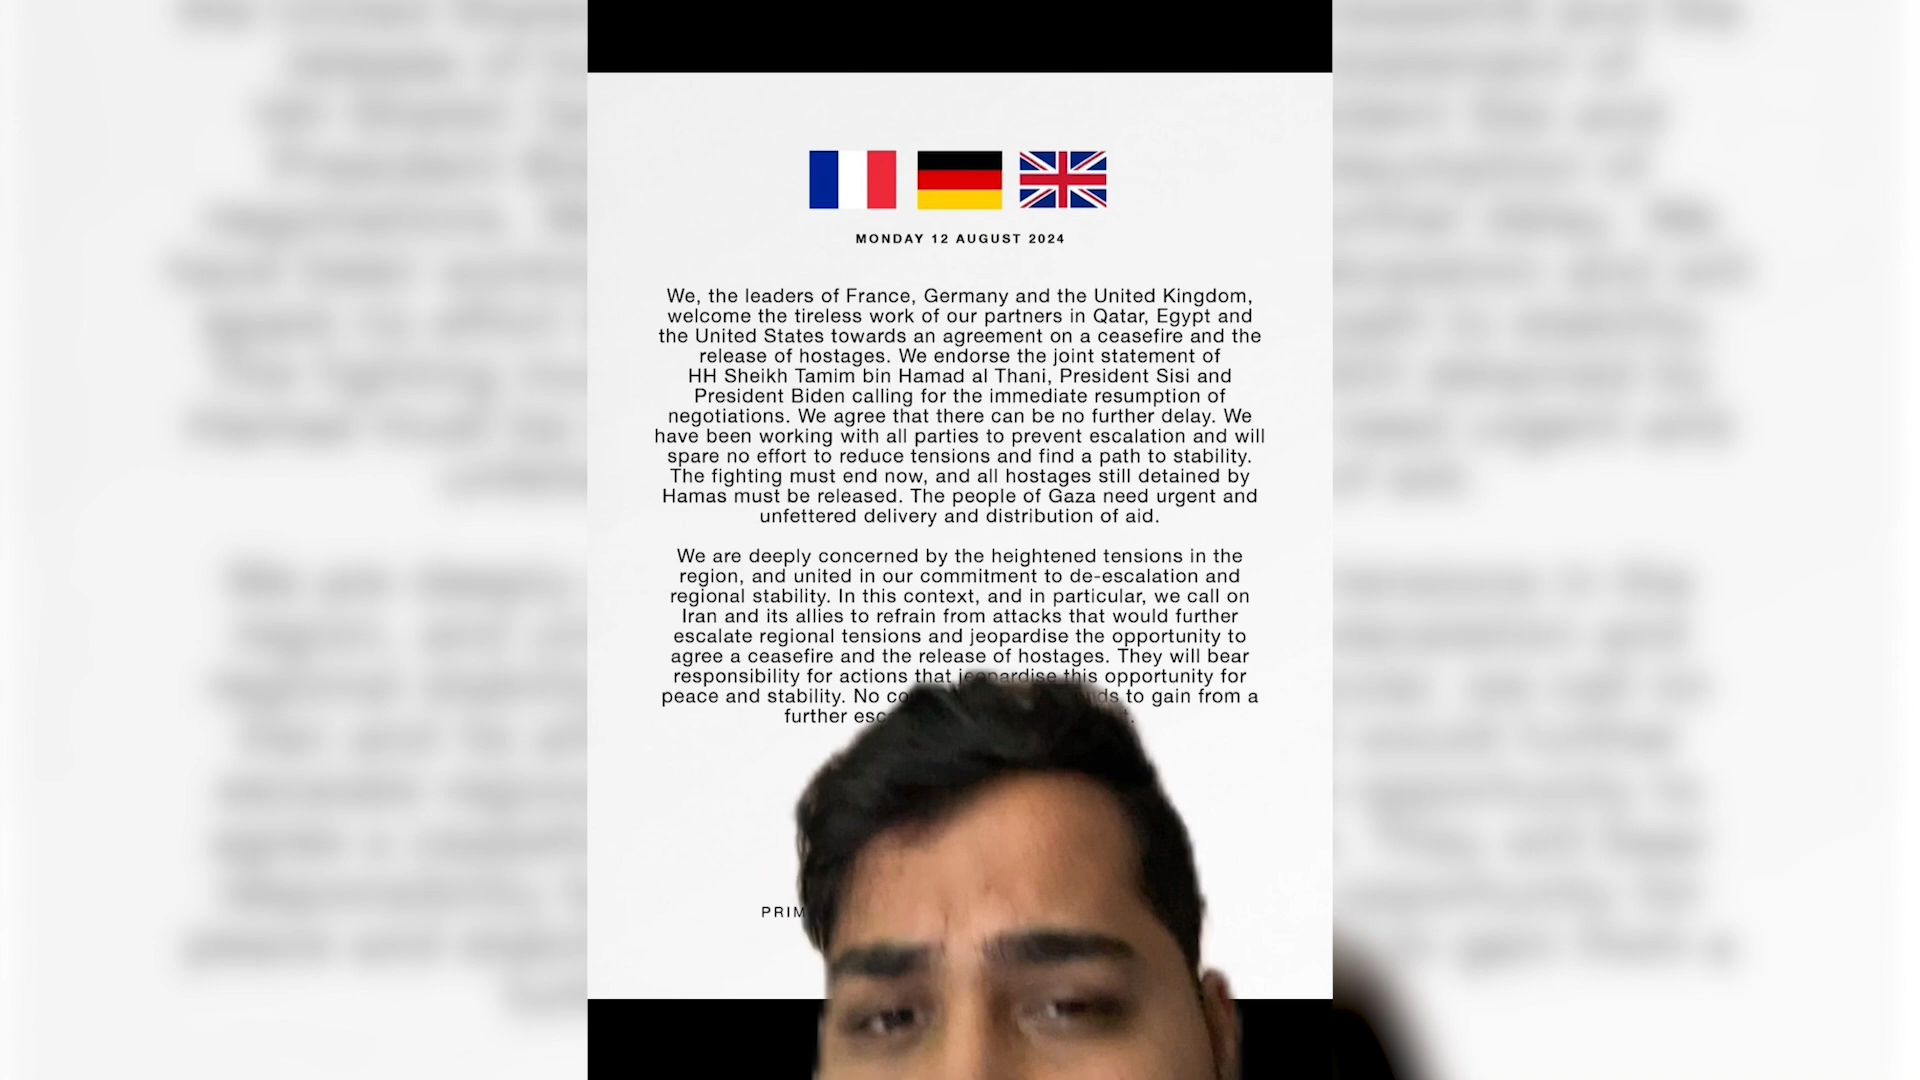 MONDAY 12 AUGUST 2024
We, the leaders of France, Germany and the United Kingdom,
welcome the tireless work of our partners in Qatar, Egypt and
the United States towards an agreement on a ceasefire and the
release of hostages. We endorse the joint statement of
HH Sheikh Tamim bin Hamad al Thani, President Sisi and
President Biden calling for the immediate resumption of
negotiations. We agree that there can be no further delay. We
have been working with all parties to prevent escalation and will
spare no effort to reduce tensions and find a path to stability.
The fighting must end now, and all hostages still detained by
Hamas must be released. The people of Gaza need urgent and
unfettered delivery and distribution of aid.
We are deeply concerned by the heightened tensions in the
region, and united in our commitment to de-escalation and
regional stability. In this context, and in particular, we call on
Iran and its allies to refrain from attacks that would further
escalate regional tensions and jeopardise the opportunity to
agree a ceasefire and the release of hostages. They will bear
responsibility for actions that jeopardise this opportunity for
peace and stability. No to gain from a
further